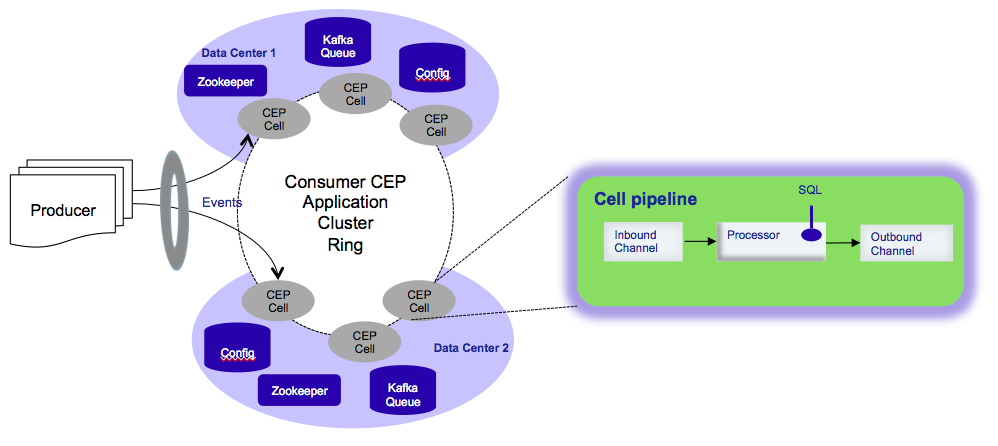 Data Center 1
Kafka
Queue
Config
Zookeeper
CEP
Cell
CEP
Cell
CEP
Cell
Producer
Events
Consumer CEP
Application
Cluster
Ring
CEP
Cell
CEP
Cell
CEP
Cell
Config
Zookeeper
Kafka
Queue
Data Center 2
Cell pipeline
SQL
Inbound
Channel
Processor
Outbound
Channel